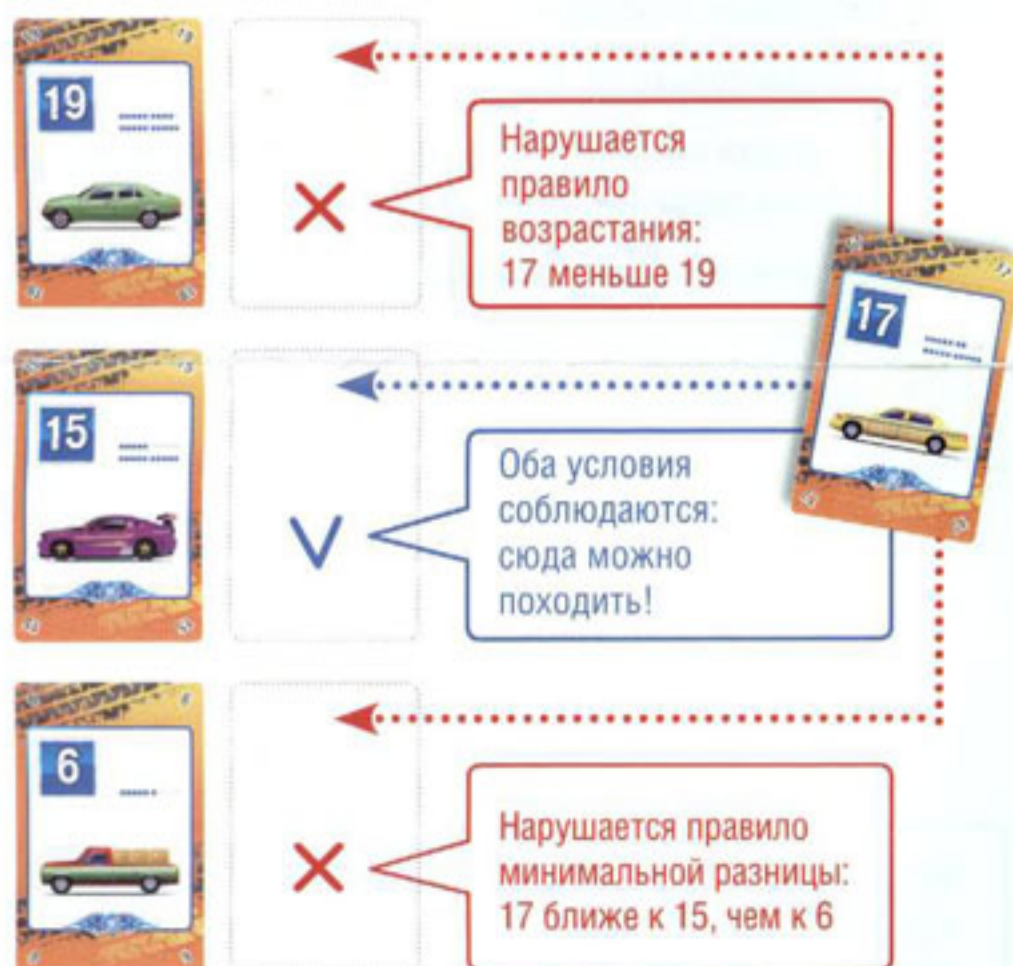 19
Нарушается
правило
возрастания:
17 меньше 19
17
15
Оба условия
соблюдаются:
сюда можно
походить!
6
Нарушается правило
минимальной разницы:
17 ближе к 15, чем к 6